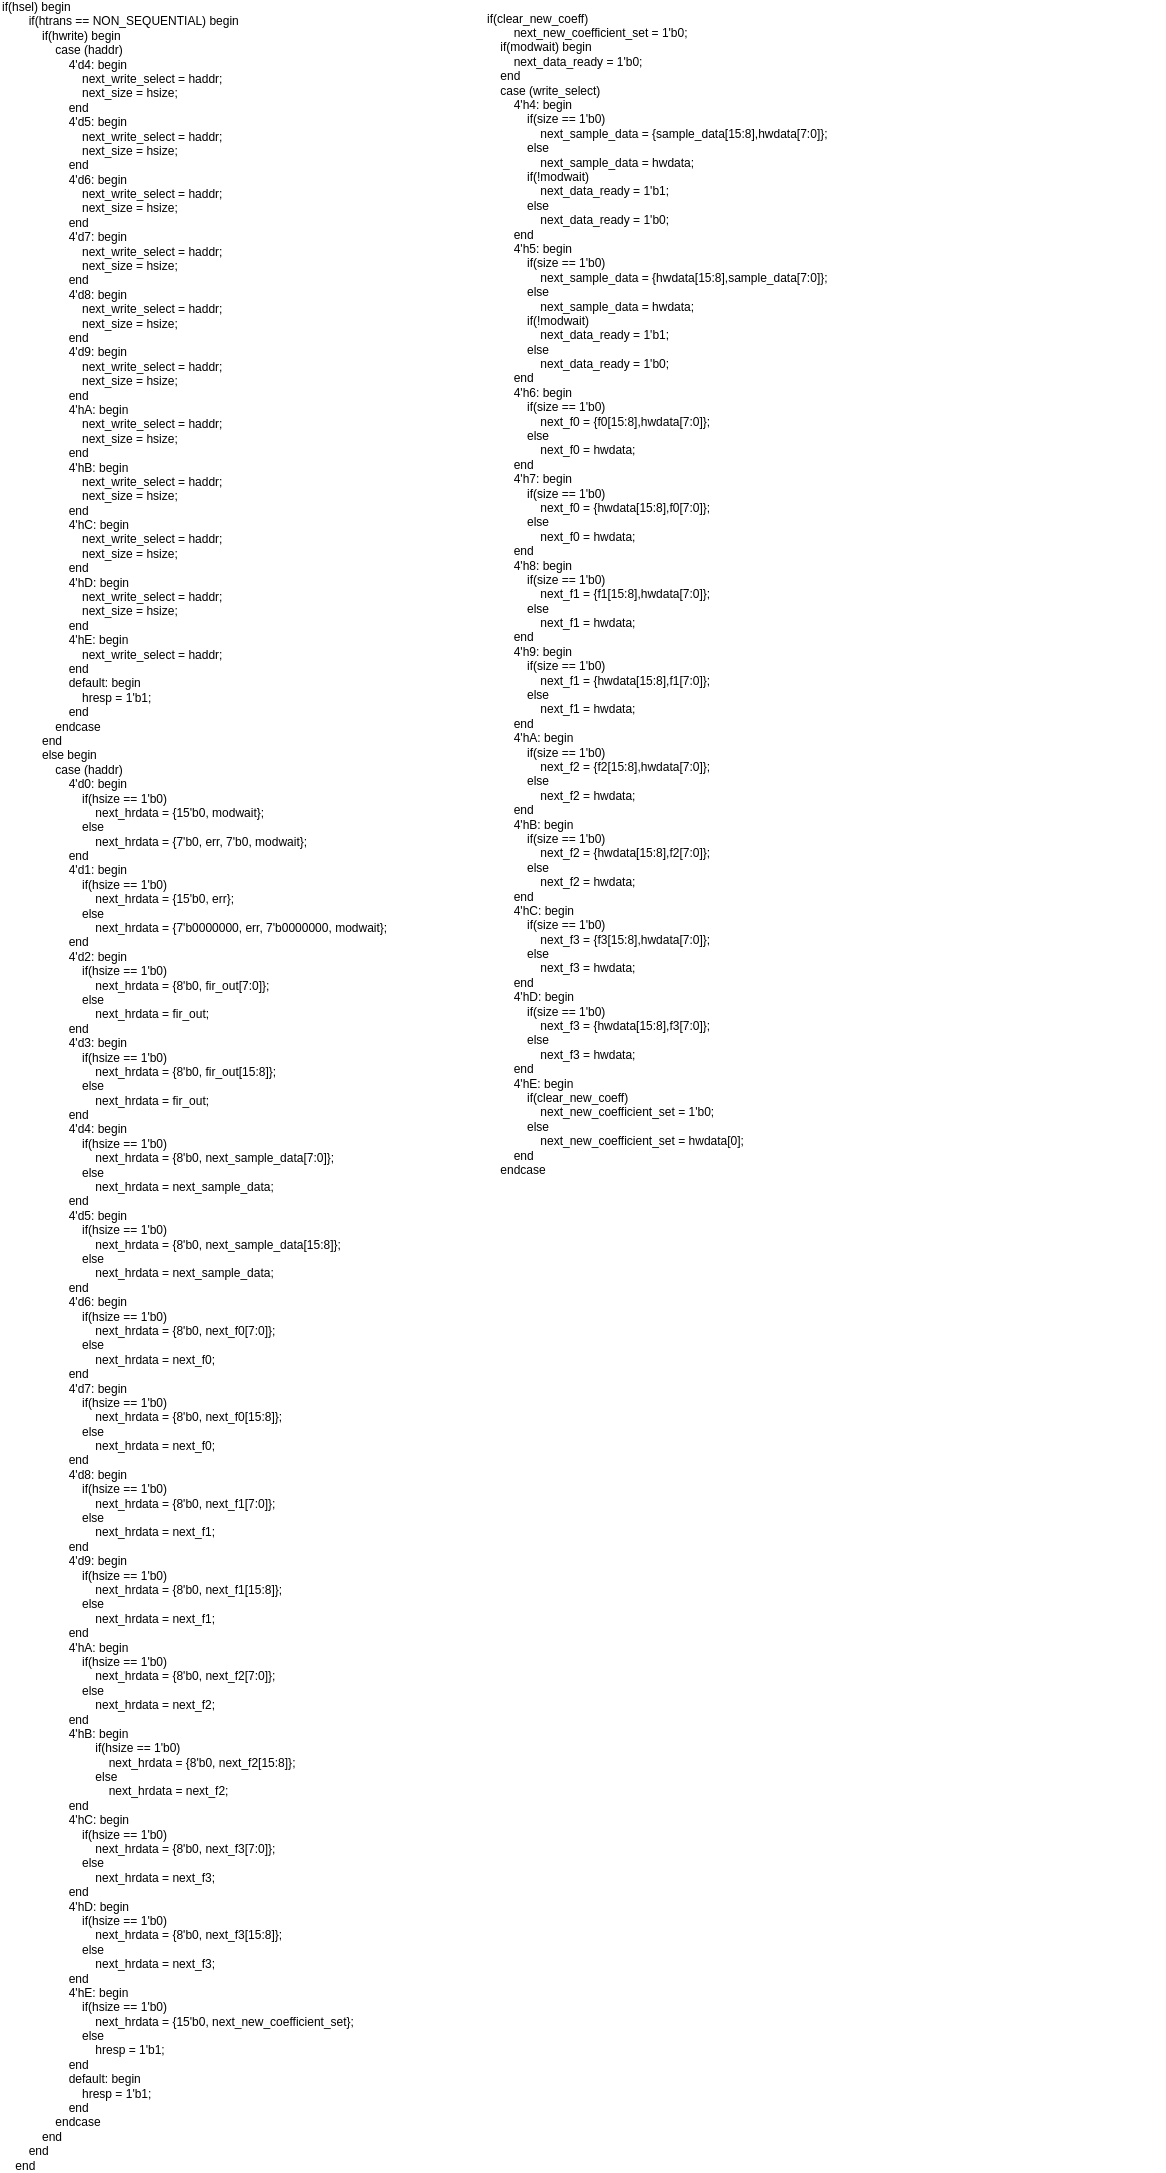 if(hsel) begin
if(htrans == NON_SEQUENTIAL) begin
if(hwrite) begin
case (haddr)
4'd4: begin
next_write_select = haddr;
next_size = hsize;
end
4'd5: begin
next_write_select = haddr;
next_size = hsize;
end
4'd6: begin
next_write_select = haddr;
next_size = hsize;
end
4'd7: begin
next_write_select = haddr;
next_size = hsize;
end
4'd8: begin
next_write_select = haddr;
next_size = hsize;
end
4'd9: begin
next_write_select = haddr;
next_size = hsize;
end
4'hA: begin
next_write_select = haddr;
next_size = hsize;
end
4'hB: begin
next_write_select = haddr;
next_size = hsize;
end
4'hC: begin
next_write_select = haddr;
next_size = hsize;
end
4'hD: begin
next_write_select = haddr;
next_size = hsize;
end
4'hE: begin
next_write_select = haddr;
end
default: begin
hresp = 1'b1;
end
endcase
end
else begin
case (haddr)
4'd0: begin
if(hsize == 1'b0)
next_hrdata = {15'b0, modwait};
else
next_hrdata = {7'b0, err, 7'b0, modwait};
end
4'd1: begin
if(hsize == 1'b0)
next_hrdata = {15'b0, err};
else
next_hrdata = {7'b0000000, err, 7'b0000000, modwait};
end
4'd2: begin
if(hsize == 1'b0)
next_hrdata = {8'b0, fir_out[7:0]};
else
next_hrdata = fir_out;
end
4'd3: begin
if(hsize == 1'b0)
next_hrdata = {8'b0, fir_out[15:8]};
else
next_hrdata = fir_out;
end
4'd4: begin
if(hsize == 1'b0)
next_hrdata = {8'b0, next_sample_data[7:0]};
else
next_hrdata = next_sample_data;
end
4'd5: begin
if(hsize == 1'b0)
next_hrdata = {8'b0, next_sample_data[15:8]};
else
next_hrdata = next_sample_data;
end
4'd6: begin
if(hsize == 1'b0)
next_hrdata = {8'b0, next_f0[7:0]};
else
next_hrdata = next_f0;
end
4'd7: begin
if(hsize == 1'b0)
next_hrdata = {8'b0, next_f0[15:8]};
else
next_hrdata = next_f0;
end
4'd8: begin
if(hsize == 1'b0)
next_hrdata = {8'b0, next_f1[7:0]};
else
next_hrdata = next_f1;
end
4'd9: begin
if(hsize == 1'b0)
next_hrdata = {8'b0, next_f1[15:8]};
else
next_hrdata = next_f1;
end
4'hA: begin
if(hsize == 1'b0)
next_hrdata = {8'b0, next_f2[7:0]};
else
next_hrdata = next_f2;
end
4'hB: begin
if(hsize == 1'b0)
next_hrdata = {8'b0, next_f2[15:8]};
else
next_hrdata = next_f2;
end
4'hC: begin
if(hsize == 1'b0)
next_hrdata = {8'b0, next_f3[7:0]};
else
next_hrdata = next_f3;
end
4'hD: begin
if(hsize == 1'b0)
next_hrdata = {8'b0, next_f3[15:8]};
else
next_hrdata = next_f3;
end
4'hE: begin
if(hsize == 1'b0)
next_hrdata = {15'b0, next_new_coefficient_set};
else
hresp = 1'b1;
end
default: begin
hresp = 1'b1;
end
endcase
end
end
end
if(clear_new_coeff)
next_new_coefficient_set = 1'b0;
if(modwait) begin
next_data_ready = 1'b0;
end
case (write_select)
4'h4: begin
if(size == 1'b0)
next_sample_data = {sample_data[15:8],hwdata[7:0]};
else
next_sample_data = hwdata;
if(!modwait)
next_data_ready = 1'b1;
else
next_data_ready = 1'b0;
end
4'h5: begin
if(size == 1'b0)
next_sample_data = {hwdata[15:8],sample_data[7:0]};
else
next_sample_data = hwdata;
if(!modwait)
next_data_ready = 1'b1;
else
next_data_ready = 1'b0;
end
4'h6: begin
if(size == 1'b0)
next_f0 = {f0[15:8],hwdata[7:0]};
else
next_f0 = hwdata;
end
4'h7: begin
if(size == 1'b0)
next_f0 = {hwdata[15:8],f0[7:0]};
else
next_f0 = hwdata;
end
4'h8: begin
if(size == 1'b0)
next_f1 = {f1[15:8],hwdata[7:0]};
else
next_f1 = hwdata;
end
4'h9: begin
if(size == 1'b0)
next_f1 = {hwdata[15:8],f1[7:0]};
else
next_f1 = hwdata;
end
4'hA: begin
if(size == 1'b0)
next_f2 = {f2[15:8],hwdata[7:0]};
else
next_f2 = hwdata;
end
4'hB: begin
if(size == 1'b0)
next_f2 = {hwdata[15:8],f2[7:0]};
else
next_f2 = hwdata;
end
4'hC: begin
if(size == 1'b0)
next_f3 = {f3[15:8],hwdata[7:0]};
else
next_f3 = hwdata;
end
4'hD: begin
if(size == 1'b0)
next_f3 = {hwdata[15:8],f3[7:0]};
else
next_f3 = hwdata;
end
4'hE: begin
if(clear_new_coeff)
next_new_coefficient_set = 1'b0;
else
next_new_coefficient_set = hwdata[0];
end
endcase